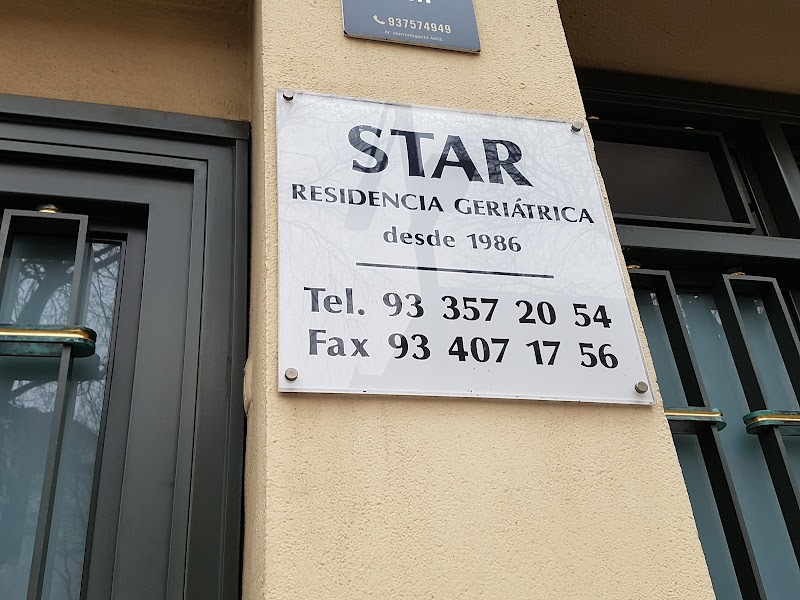 937574949
STAR
RESIDENCIA GERIÁTRICA
desde 1986
Tel. 93 357 20 54
Fax 93 407 17 56